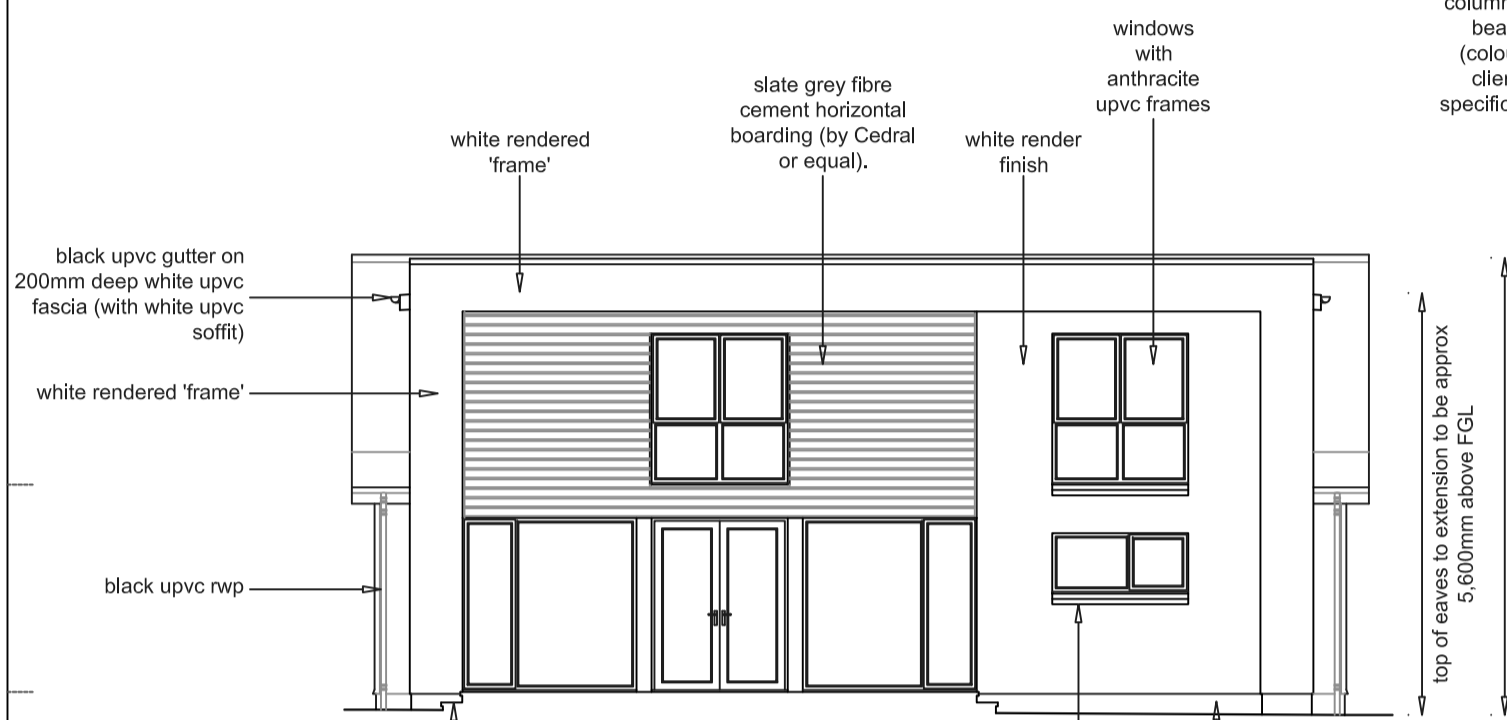 windows
with
anthracite
upvc frames
slate grey fibre
cement horizontal
boarding (by Cedral
or equal).
white rendered
'frame'
white render
finish
black upvc gutter on
200mm deep white upvc
fascia (with white upvc
soffit)
white rendered 'frame'
black upvc rwp
top of eaves to extension to be approx
5,600mm above FGL